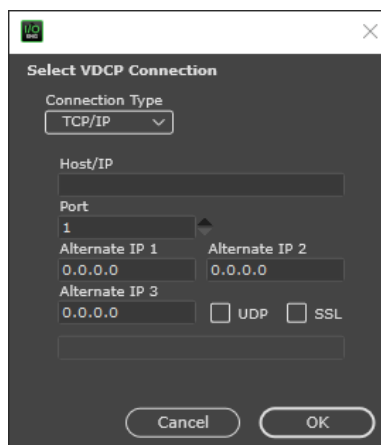 I/O
ENG
Select VDCP Connection
Connection Type
TCP/IP
Host/IP
Port
1
Alternate IP 1 Alternate IP 2
0.0.0.0 0.0.0.0
Alternate IP 3
0.0.0.0 UDP SSL
Cancel OK